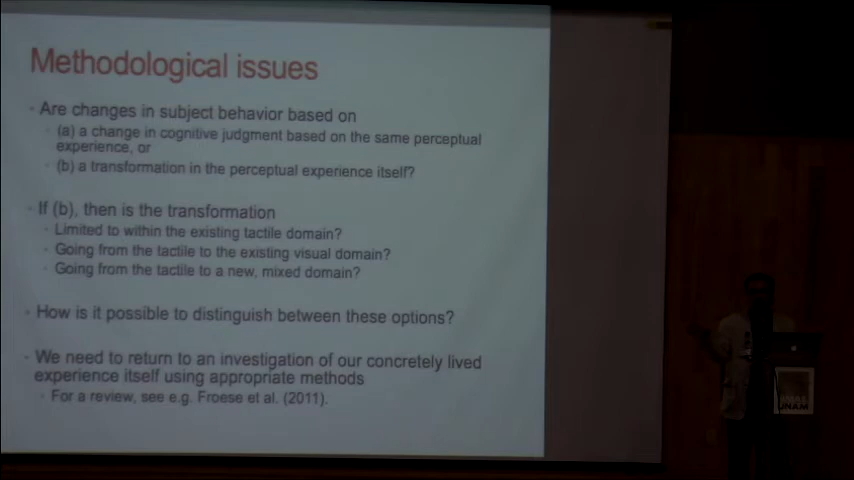 Methodological issues
Are changes in subject behavior based on
(a) a change in cognitive judgment based on the same perceptual
experience, or
(b) a transformation in the perceptual experience itself?
If (b), then is the transformation
Limited to within the existing tactile domain?
Going from the tactile to the existing visual domain?
Going from the tactile to a new, mixed domain?
How is it possible to distinguish between these options?
We need to return to an investigation of our concretely lived
experience itself using appropriate methods
For a review, see e.g. Froese et al. (2011).
UNAM